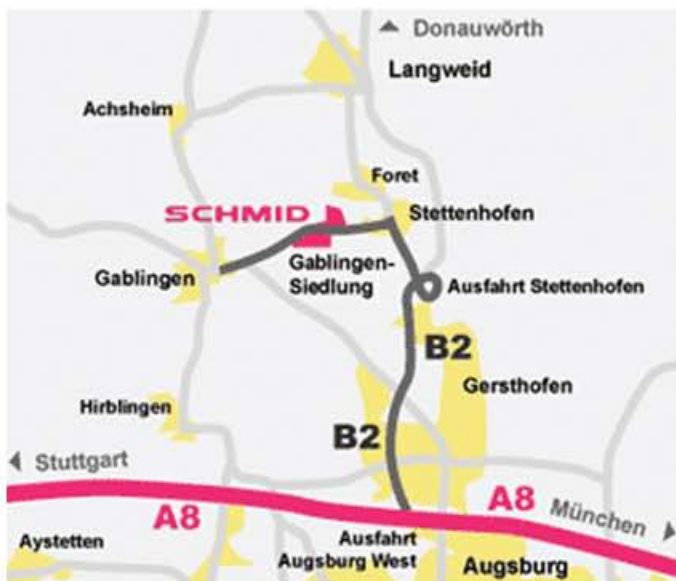 Donauwörth
Langweid
Achsheim
Foret
SCHMID
Stettenhofen
Gablingen
Gablingen-
Siedlung
Ausfahrt Stettenhofen
B2
Gersthofen
Hirblingen
B2
Stuttgart
A8
A8
München
Aystetten
Ausfahrt
Augsburg West
Augsburg